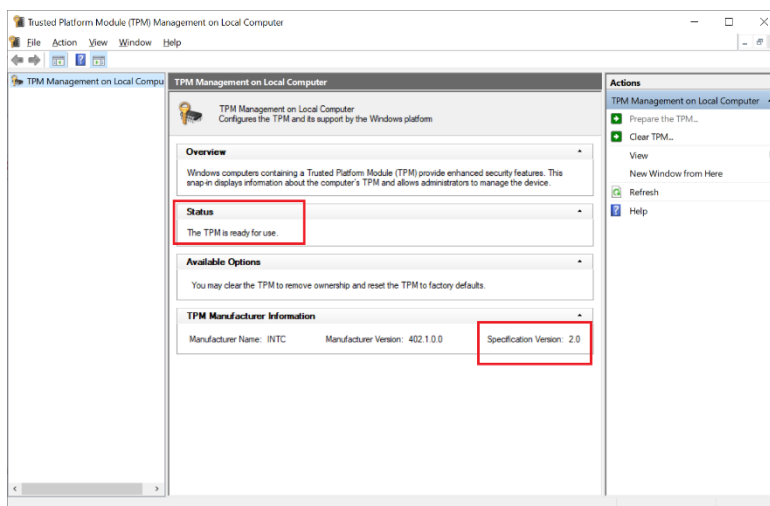 Trusted Platform Module (TPM) Management on Local Computer
File Action View Window Help
TPM Management on Local Compu
TPM Management on Local Computer
TPM Management on Local Computer
Configures the TPM and its support by the Windows platform
Overview
Windows computers containing a Trusted Platform Module (TPM) provide enhanced security features. This
snap-in displays information about the computer's TPM and allows administrators to manage the device.
Status
The TPM is ready for use.
Available Options
You may clear the TPM to remove ownership and reset the TPM to factory defaults.
TPM Manufacturer Information
Manufacturer Name: INTC Manufacturer Version: 402.1.0.0 Specification Version: 2.0
Actions
TPM Management on Local Computer
Prepare the TPM...
Clear TPM...
View
New Window from Here
Refresh
Help